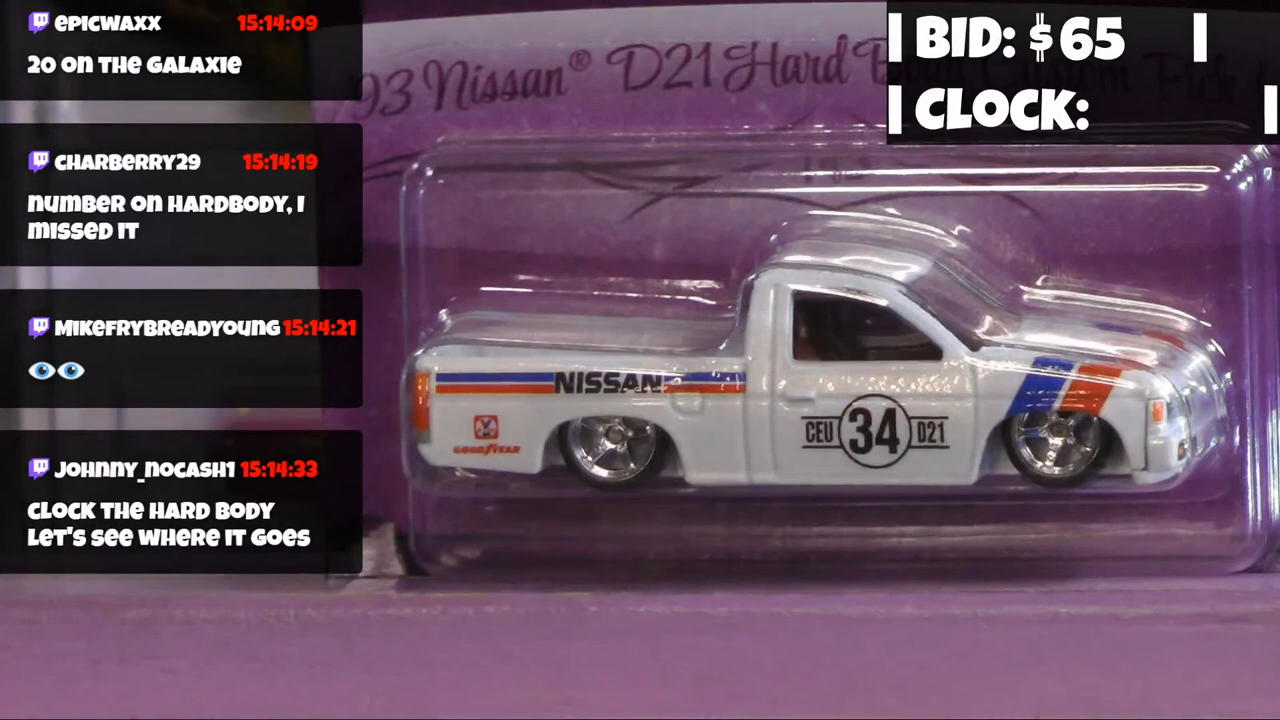 epicwaxx 15:14:09
20 on the galaxie
charberry29 15:14:19
number on hardbody, I
missed it
mikefrybreadyoung 15:14:21
johnny_nocash1 15:14:33
clock the hard body
let's see where it goes
| BID: $65 |
| CLOCK: |
'93 Nissan® D21 Hard
NISSAN
GOODYEAR
CEU 34 D21